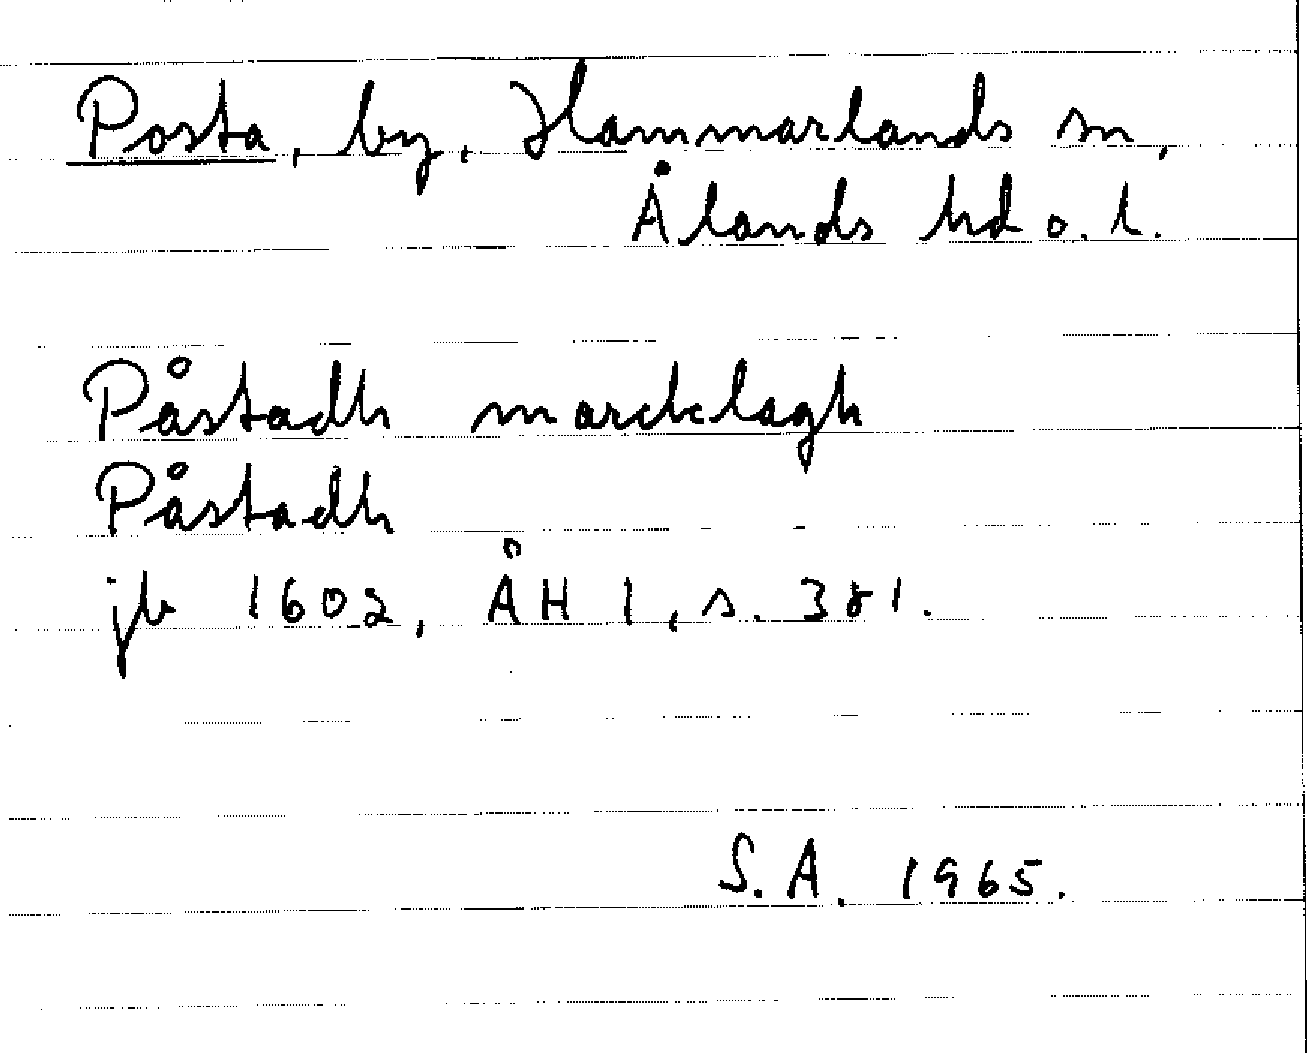 Posta, by, Hammarlands sn,
Ålands hd o. l.
Påstadh marcklagh
Påstadh
jb 1602, ÅH 1, s. 381.
S.A. 1965.